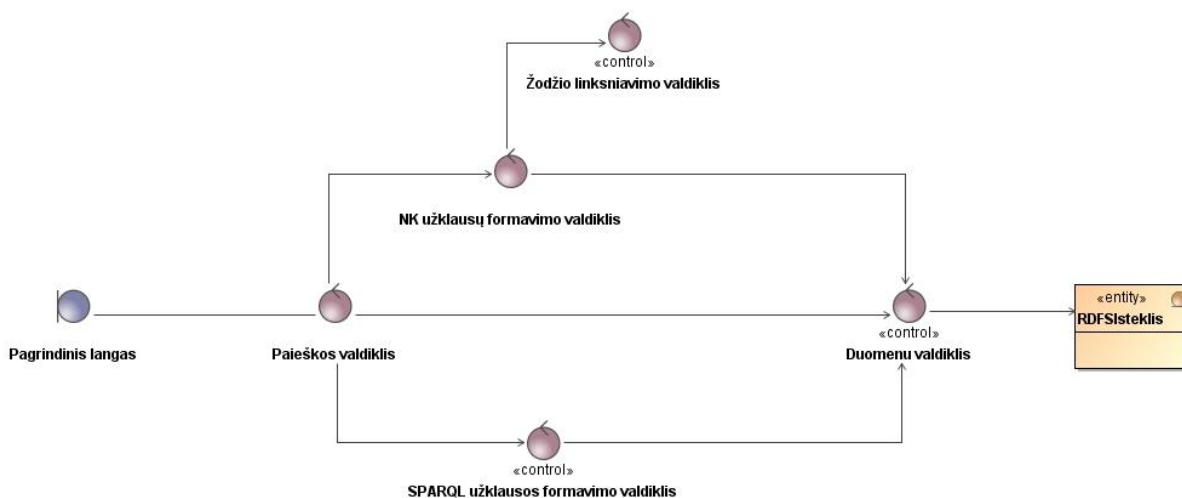 «control»
Žodžio linksniavimo valdiklis
NK užklausų formavimo valdiklis
Pagrindinis langas
Paieškos valdiklis
«control»
Duomenu valdiklis
«entity»
RDFSIsteklis
«control»
SPARQL užklausos formavimo valdiklis